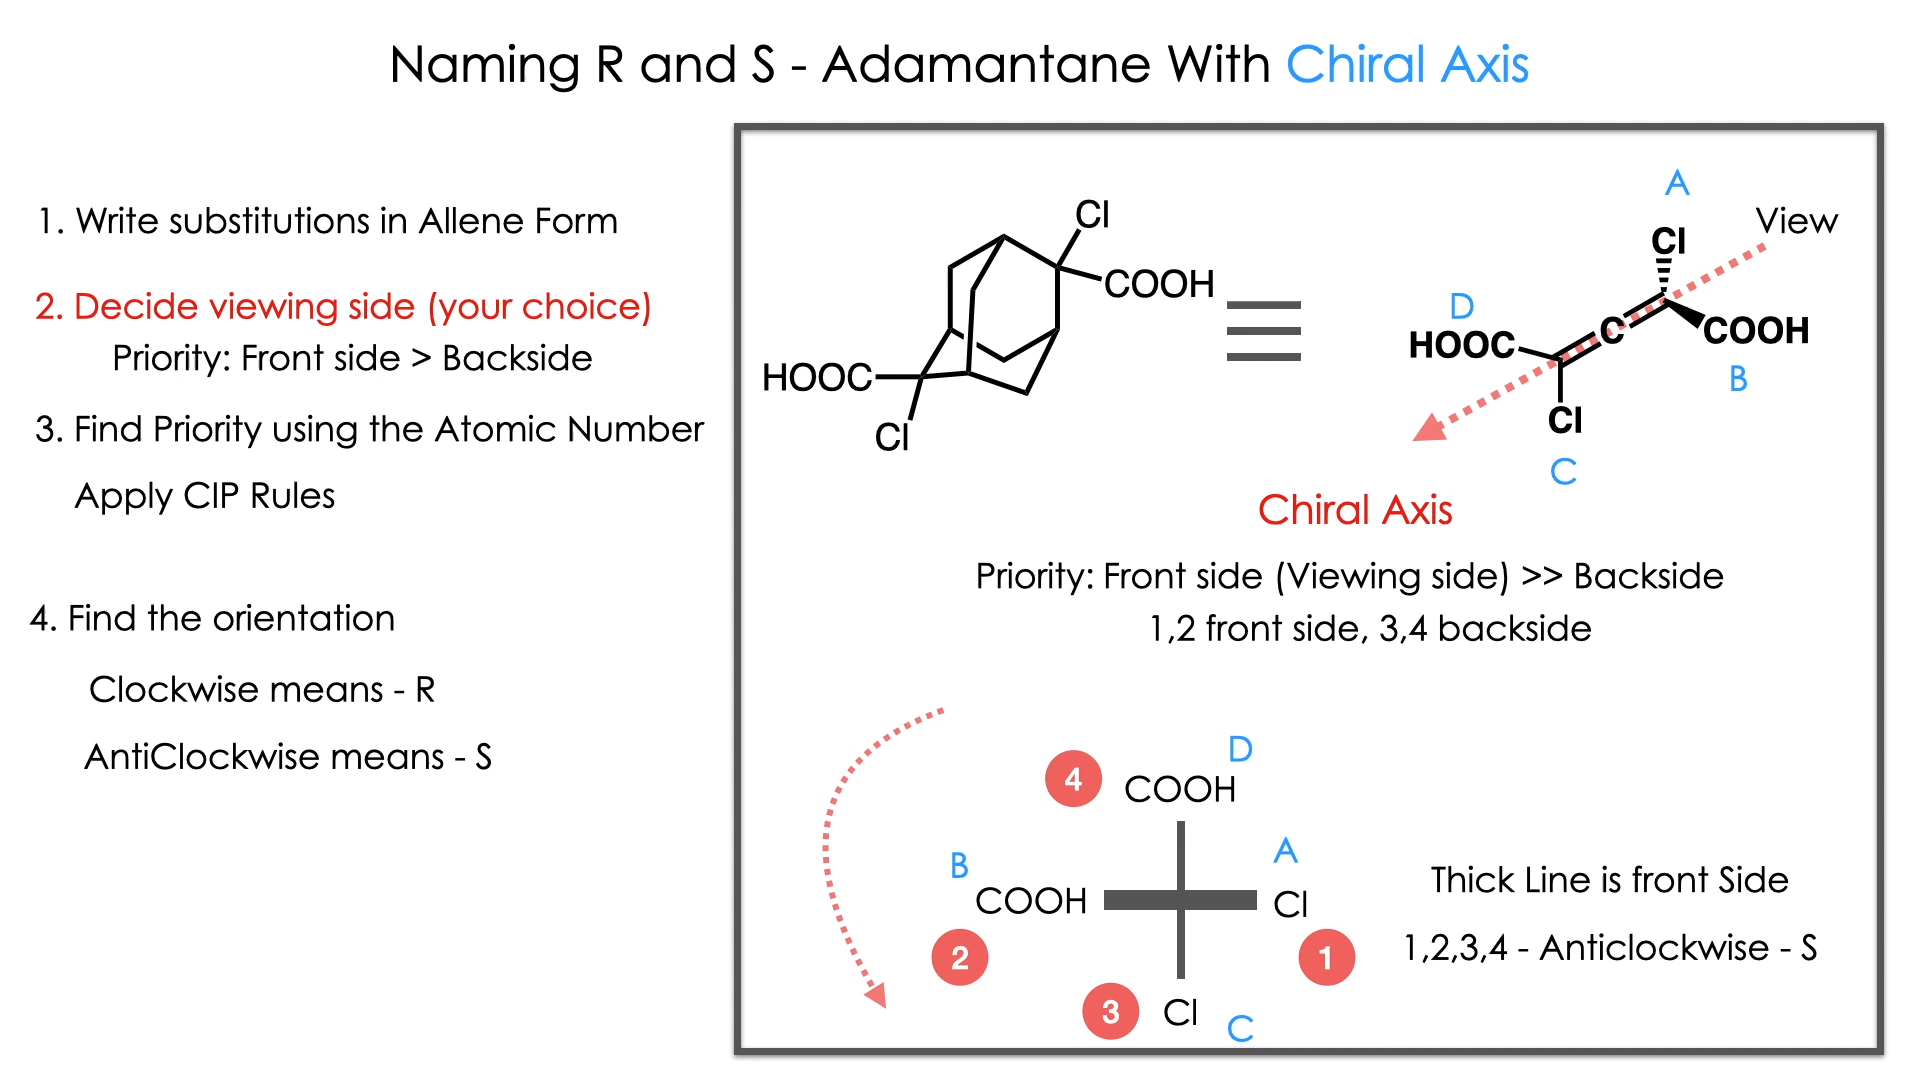 Naming R and S - Adamantane With Chiral Axis
1. Write substitutions in Allene Form
2. Decide viewing side (your choice)
Priority: Front side > Backside
3. Find Priority using the Atomic Number
Apply CIP Rules
4. Find the orientation
Clockwise means - R
AntiClockwise means - S
Cl
COOH
HOOC
Cl
A
View
Cl
D
HOOC
C
COOH
B
Cl
C
Chiral Axis
Priority: Front side (Viewing side) >> Backside
1,2 front side, 3,4 backside
D
4
COOH
B
A
COOH
Cl
2
1
3
Cl
C
Thick Line is front Side
1,2,3,4 - Anticlockwise - S